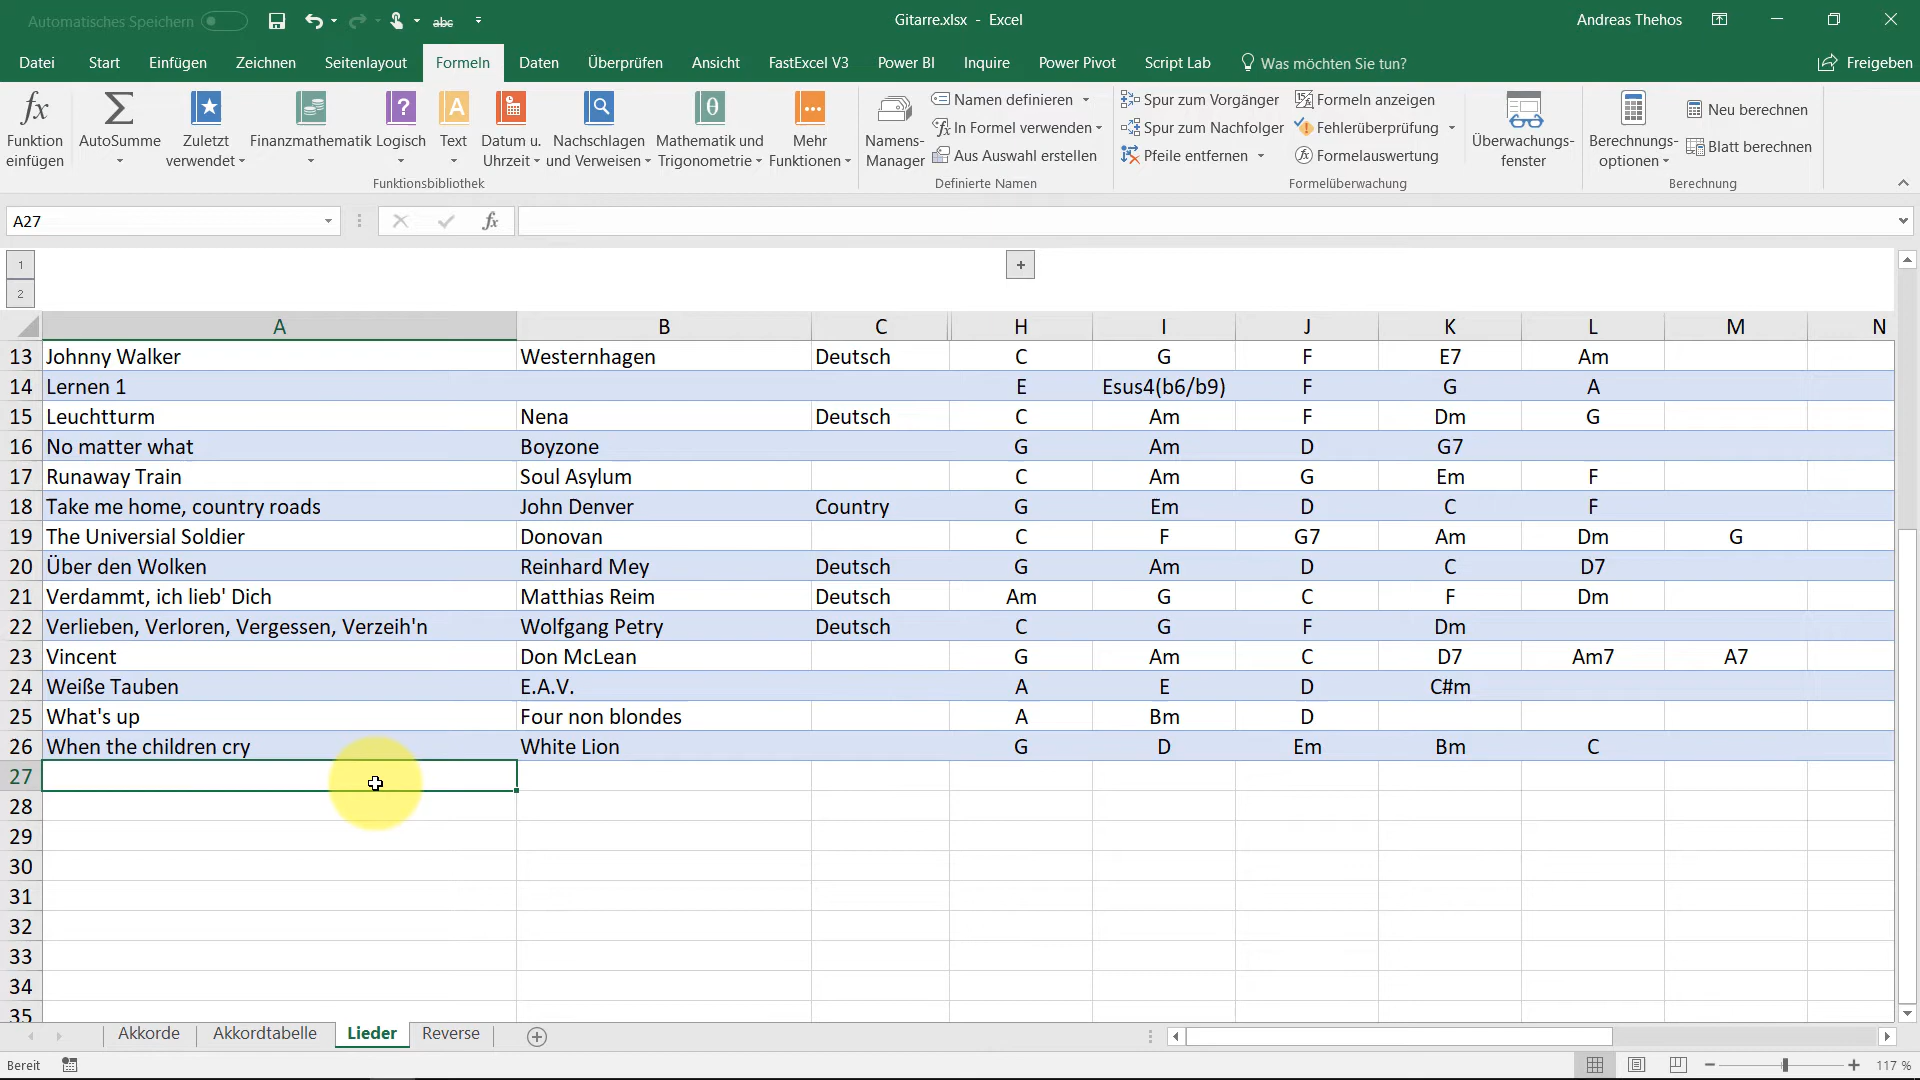 Automatisches Speichern abc Gitarre.xlsx - Excel Andreas Thehos
Datei Start Einfügen Zeichnen Seitenlayout Formeln Daten Überprüfen Ansicht FastExcel V3 Power BI Inquire Power Pivot Script Lab Was möchten Sie tun? Freigeben
Funktion einfügen
AutoSumme
Zuletzt verwendet
Finanzmathematik
Logisch
Text
Datum u. Uhrzeit
Nachschlagen und Verweisen
Mathematik und Trigonometrie
Mehr Funktionen
Funktionsbibliothek
Namens-Manager
Namen definieren
In Formel verwenden
Aus Auswahl erstellen
Definierte Namen
Spur zum Vorgänger
Spur zum Nachfolger
Pfeile entfernen
Formeln anzeigen
Fehlerüberprüfung
Formelauswertung
Formelüberwachung
Überwachungs-fenster
Berechnungs-optionen
Neu berechnen
Blatt berechnen
Berechnung
A27 fx
1
2
A B C H I J K L M N
13 Johnny Walker Westernhagen Deutsch C G F E7 Am
14 Lernen 1 E Esus4(b6/b9) F G A
15 Leuchtturm Nena Deutsch C Am F Dm G
16 No matter what Boyzone G Am D G7
17 Runaway Train Soul Asylum C Am G Em F
18 Take me home, country roads John Denver Country G Em D C F
19 The Universial Soldier Donovan C F G7 Am Dm G
20 Über den Wolken Reinhard Mey Deutsch G Am D C D7
21 Verdammt, ich lieb' Dich Matthias Reim Deutsch Am G C F Dm
22 Verlieben, Verloren, Vergessen, Verzeih'n Wolfgang Petry Deutsch C G F Dm
23 Vincent Don McLean G Am C D7 Am7 A7
24 Weiße Tauben E.A.V. A E D C#m
25 What's up Four non blondes A Bm D
26 When the children cry White Lion G D Em Bm C
27
28
29
30
31
32
33
34
35
Akkorde Akkordtabelle Lieder Reverse
Bereit 117 %